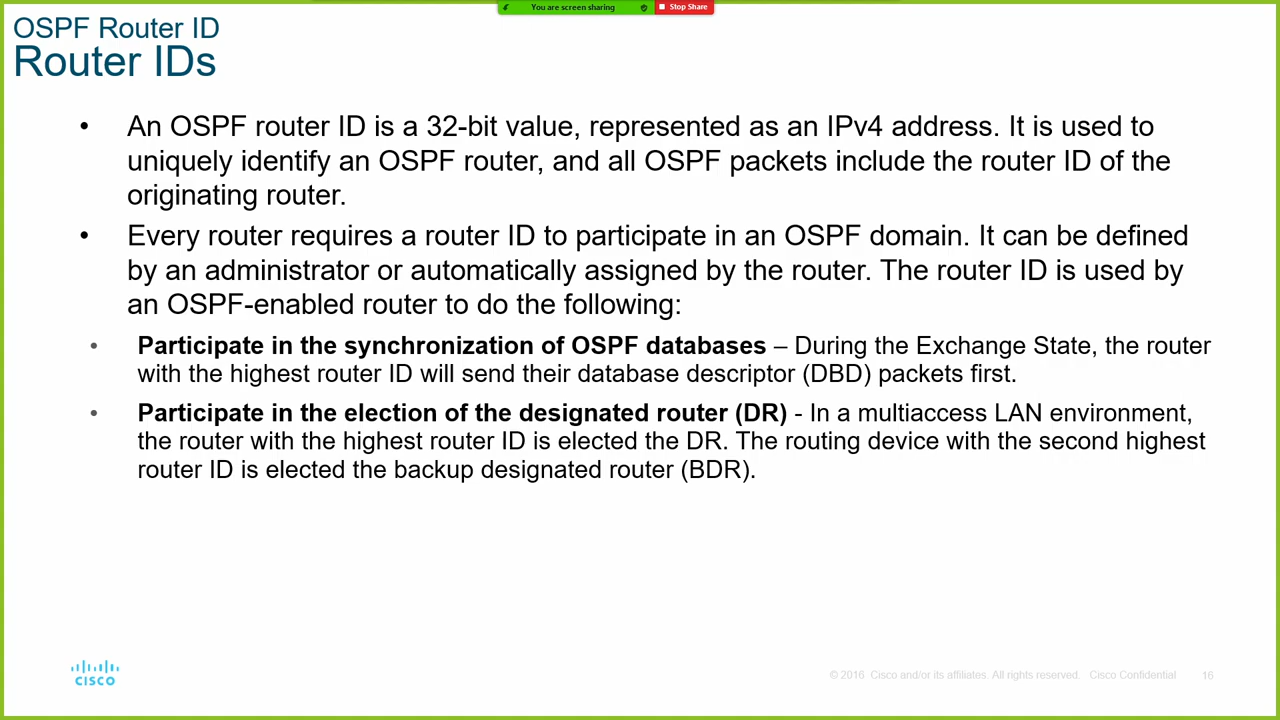 You are screen sharing
Stop Share
OSPF Router ID
Router IDs
• An OSPF router ID is a 32-bit value, represented as an IPv4 address. It is used to
uniquely identify an OSPF router, and all OSPF packets include the router ID of the
originating router.
• Every router requires a router ID to participate in an OSPF domain. It can be defined
by an administrator or automatically assigned by the router. The router ID is used by
an OSPF-enabled router to do the following:
• Participate in the synchronization of OSPF databases – During the Exchange State, the router
with the highest router ID will send their database descriptor (DBD) packets first.
• Participate in the election of the designated router (DR) - In a multiaccess LAN environment,
the router with the highest router ID is elected the DR. The routing device with the second highest
router ID is elected the backup designated router (BDR).
CISCO
© 2016 Cisco and/or its affiliates. All rights reserved. Cisco Confidential 16